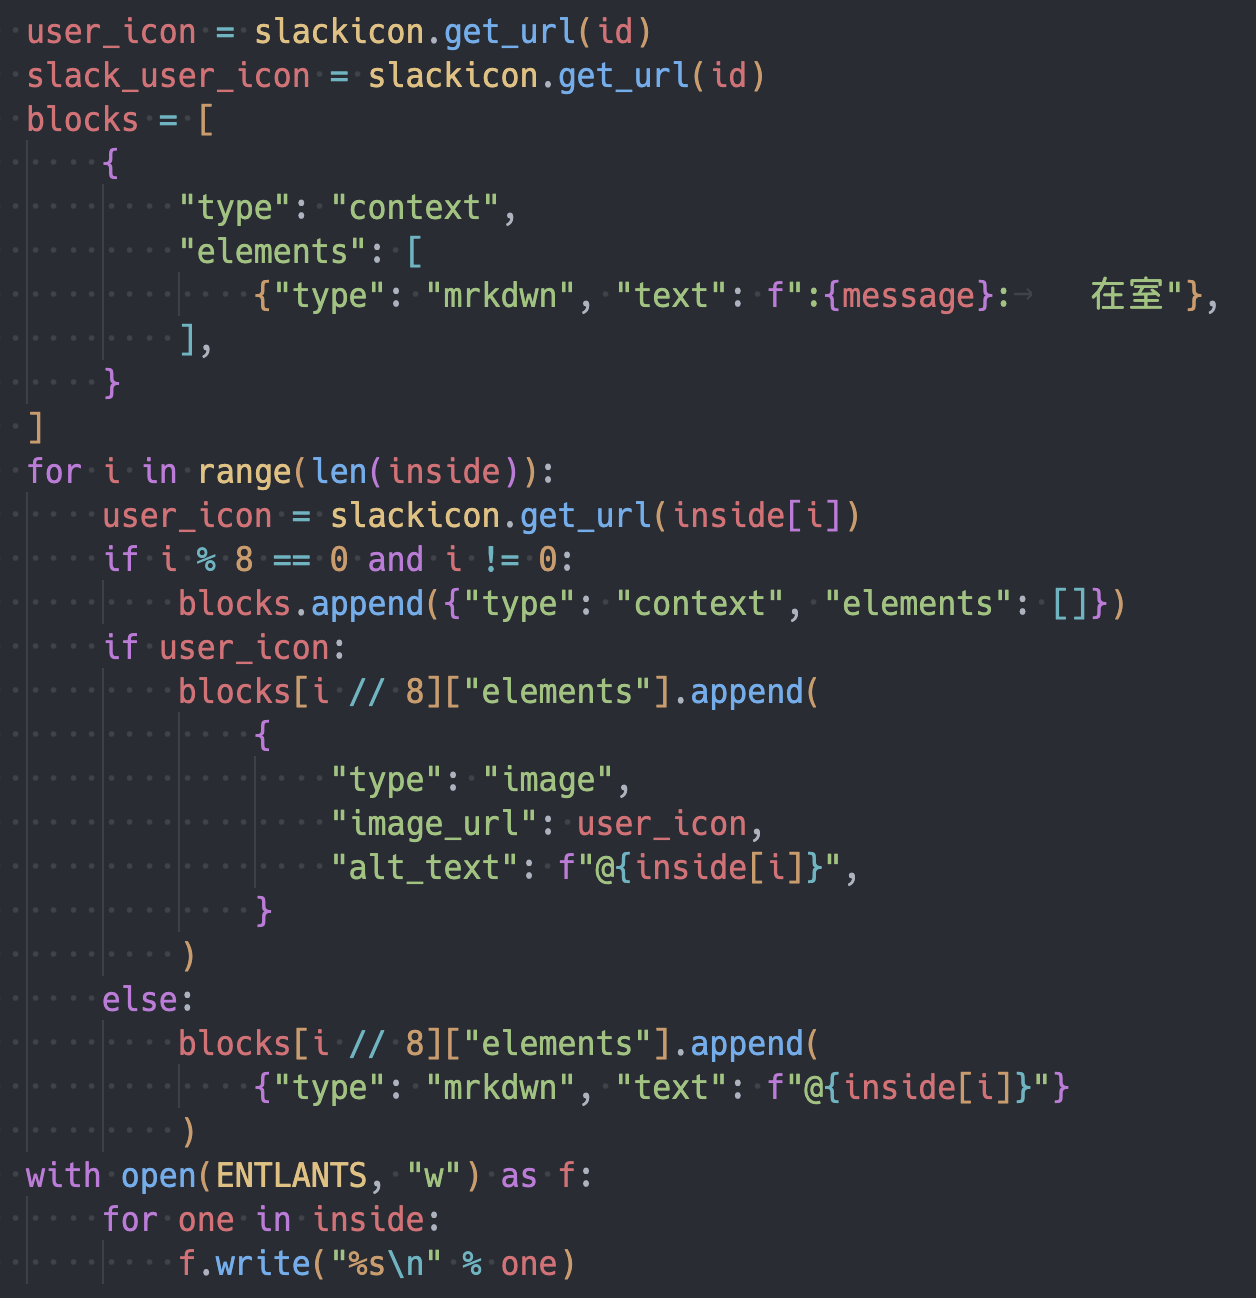 user_icon = slackicon.get_url(id)
slack_user_icon = slackicon.get_url(id)
blocks = [
    {
        "type": "context",
        "elements": [
            {"type": "mrkdwn", "text": f":{message}:→   在室"},
        ],
    }
]
for i in range(len(inside)):
    user_icon = slackicon.get_url(inside[i])
    if i % 8 == 0 and i != 0:
        blocks.append({"type": "context", "elements": []})
    if user_icon:
        blocks[i // 8]["elements"].append(
            {
                "type": "image",
                "image_url": user_icon,
                "alt_text": f"@{inside[i]}",
            }
        )
    else:
        blocks[i // 8]["elements"].append(
            {"type": "mrkdwn", "text": f"@{inside[i]}"}
        )
with open(ENTLANTS, "w") as f:
    for one in inside:
        f.write("%s\n" % one)